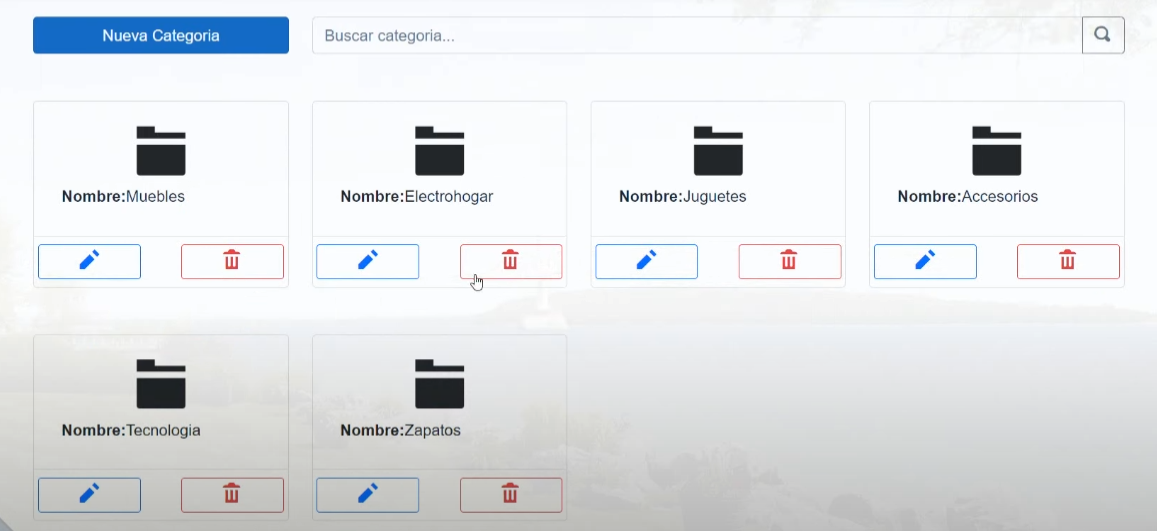 Nueva Categoria
Buscar categoria...
Nombre:Muebles
Nombre:Electrohogar
Nombre:Juguetes
Nombre:Accesorios
Nombre:Tecnologia
Nombre:Zapatos